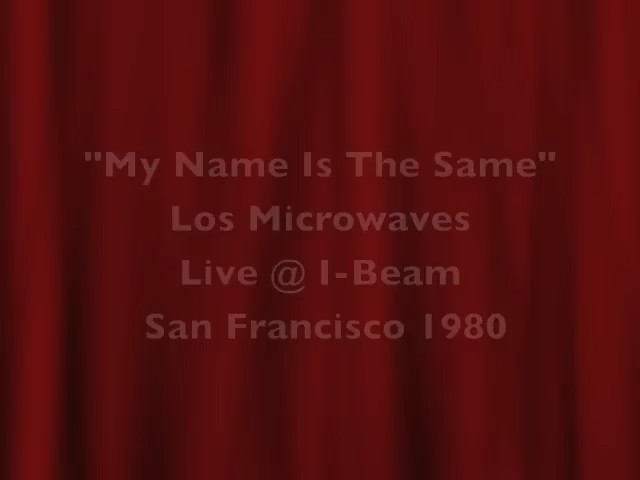 "My Name Is The Same"
Los Microwaves
Live @ I-Beam
San Francisco 1980